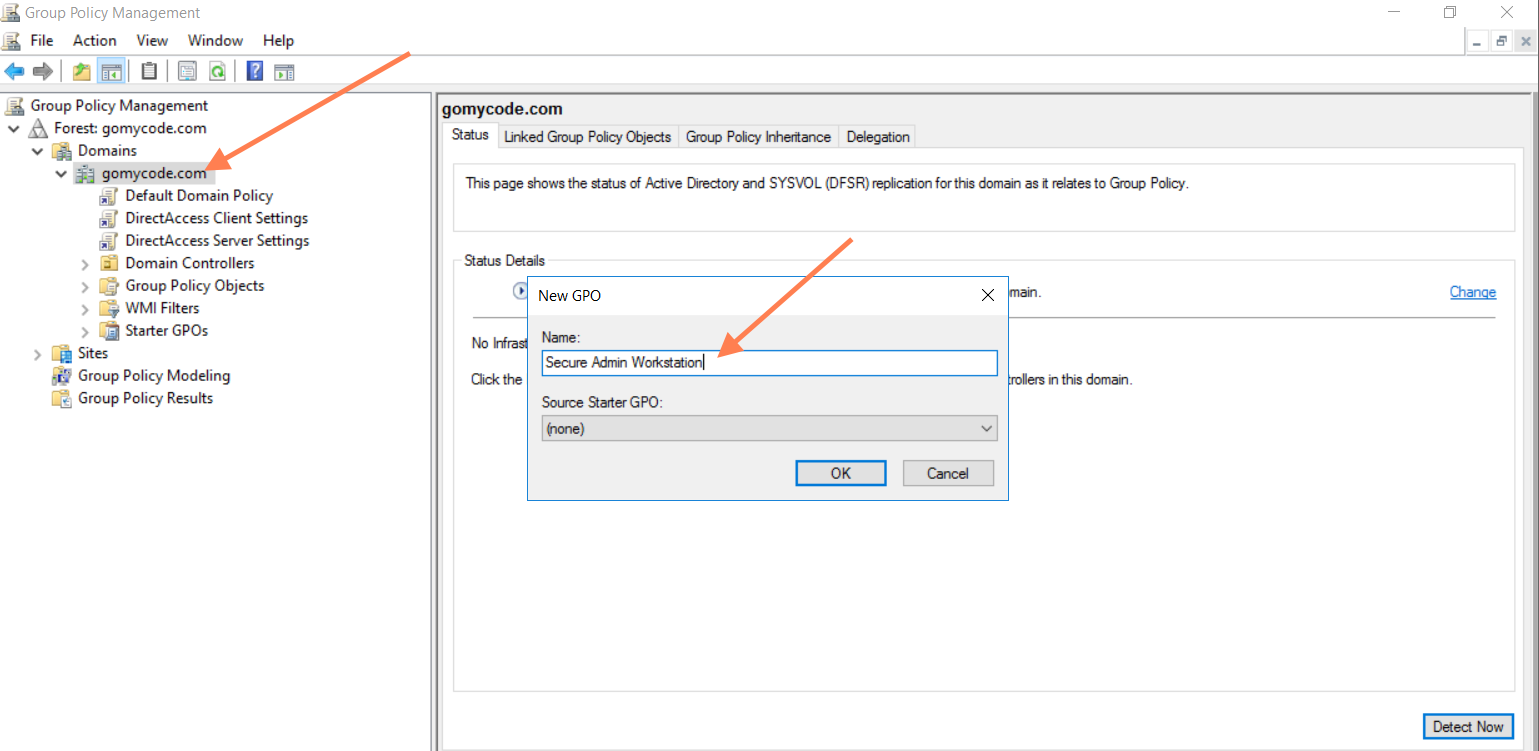 Group Policy Management
File Action View Window Help
Group Policy Management
Forest: gomycode.com
Domains
gomycode.com
Default Domain Policy
DirectAccess Client Settings
DirectAccess Server Settings
Domain Controllers
Group Policy Objects
WMI Filters
Starter GPOs
Sites
Group Policy Modeling
Group Policy Results
gomycode.com
Status Linked Group Policy Objects Group Policy Inheritance Delegation
This page shows the status of Active Directory and SYSVOL (DFSR) replication for this domain as it relates to Group Policy.
Status Details
main. Change
No Infrast
Click the trollers in this domain.
New GPO
Name:
Secure Admin Workstation
Source Starter GPO:
(none)
OK Cancel
Detect Now